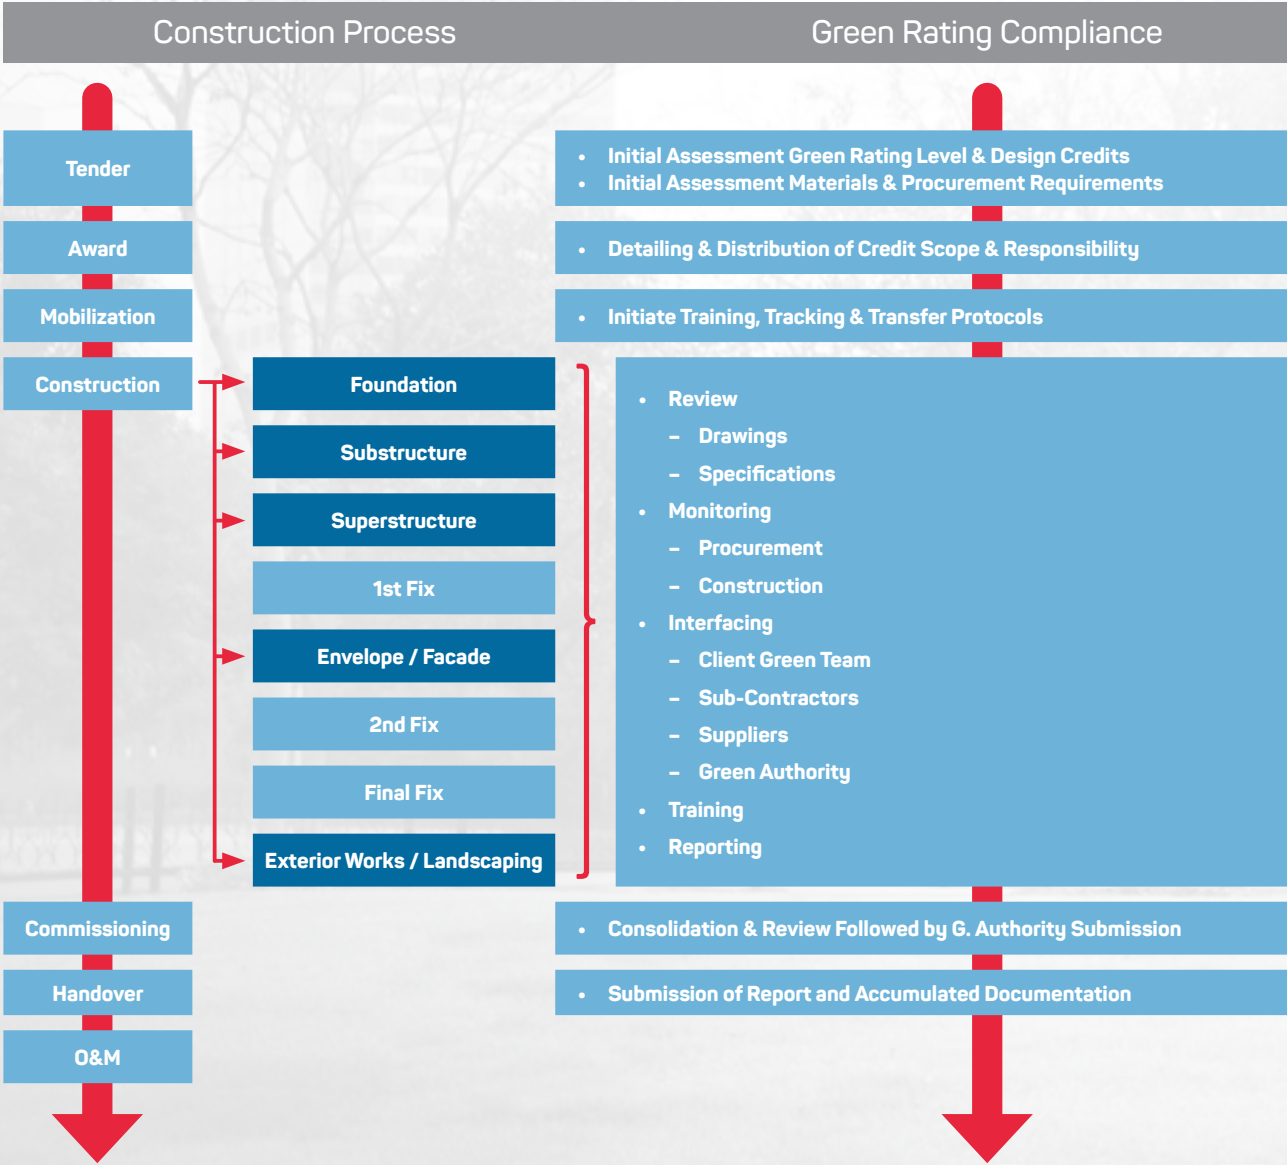 Construction Process
Green Rating Compliance
Tender
• Initial Assessment Green Rating Level & Design Credits
• Initial Assessment Materials & Procurement Requirements
Award
• Detailing & Distribution of Credit Scope & Responsibility
Mobilization
• Initiate Training, Tracking & Transfer Protocols
Construction
Foundation
Substructure
Superstructure
1st Fix
Envelope / Facade
2nd Fix
Final Fix
Exterior Works / Landscaping
• Review
– Drawings
– Specifications
• Monitoring
– Procurement
– Construction
• Interfacing
– Client Green Team
– Sub-Contractors
– Suppliers
– Green Authority
• Training
• Reporting
Commissioning
• Consolidation & Review Followed by G. Authority Submission
Handover
• Submission of Report and Accumulated Documentation
O&M